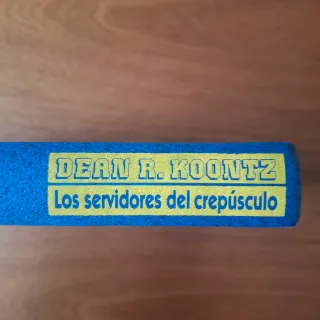 DEAN R. KOONTZ
Los servidores del crepúsculo